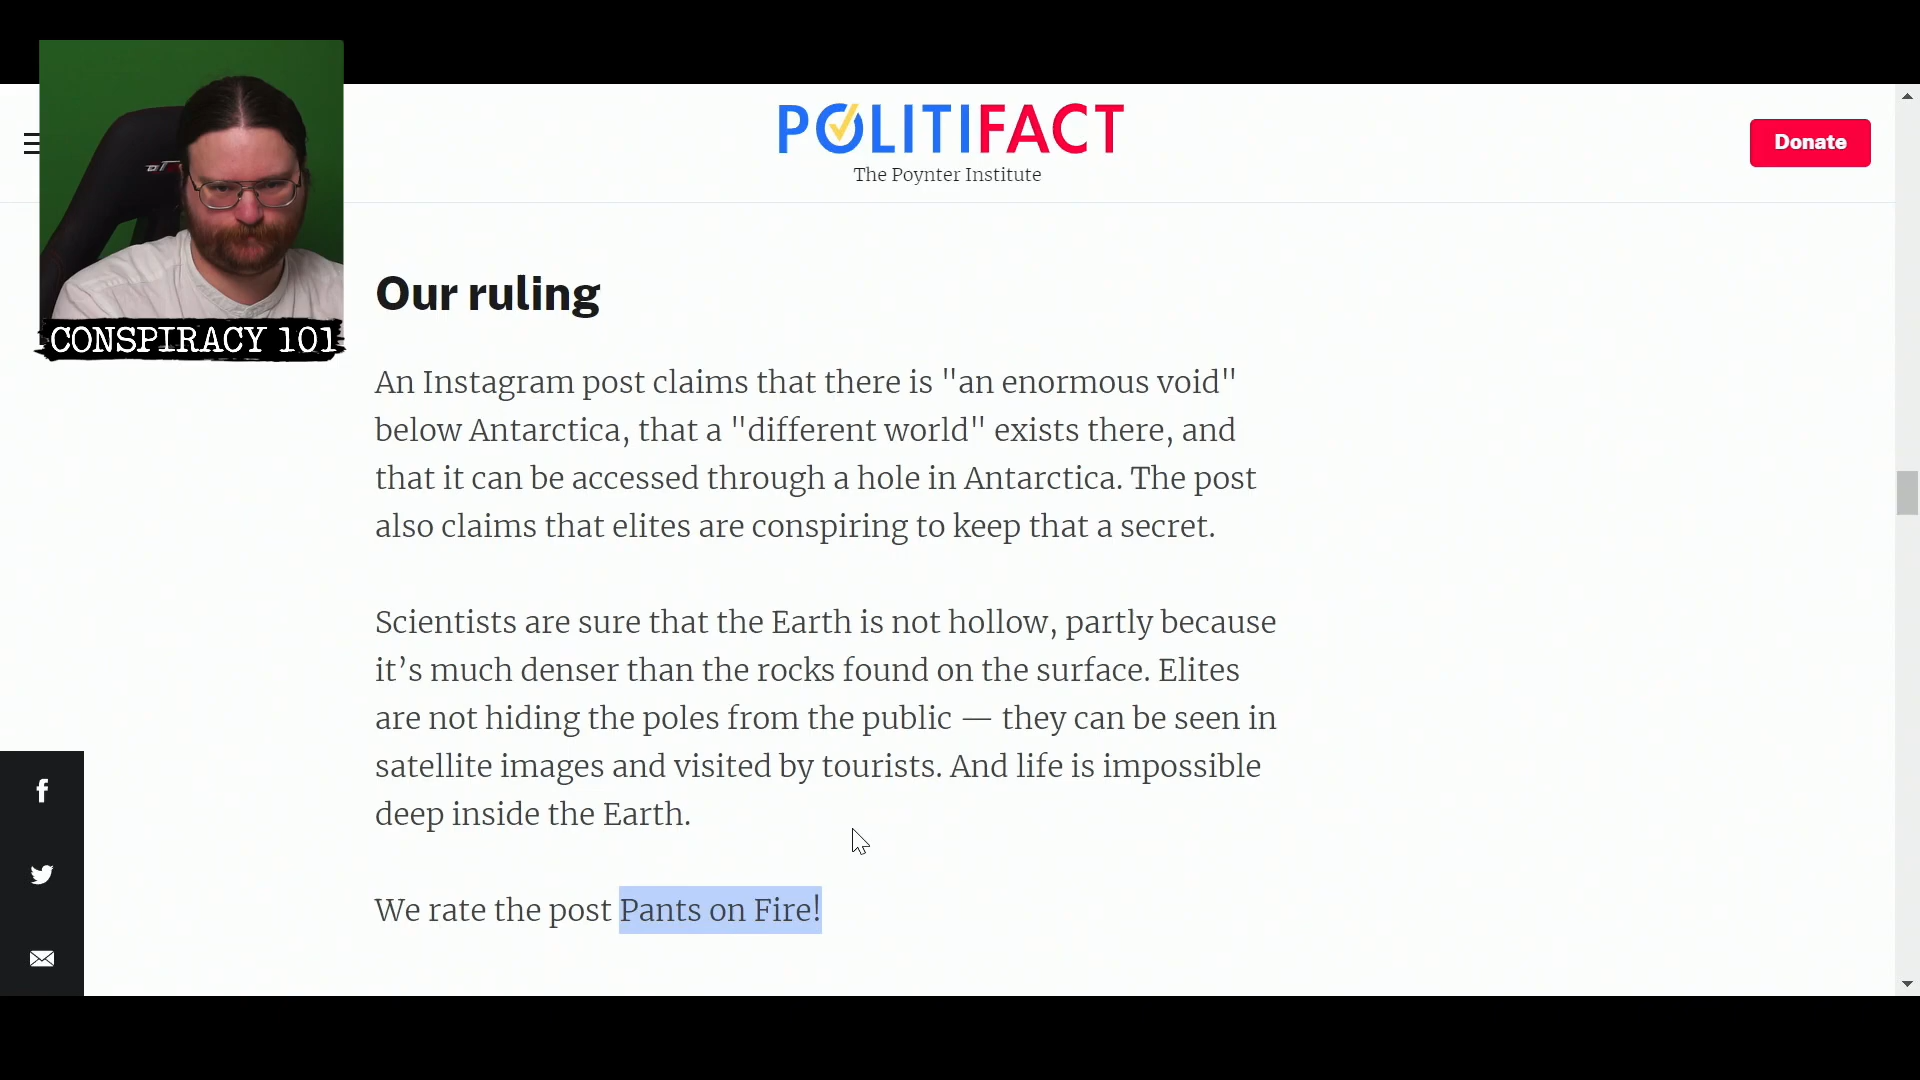 POLITIFACT
The Poynter Institute
Donate
CONSPIRACY 101
Our ruling
An Instagram post claims that there is "an enormous void"
below Antarctica, that a "different world" exists there, and
that it can be accessed through a hole in Antarctica. The post
also claims that elites are conspiring to keep that a secret.
Scientists are sure that the Earth is not hollow, partly because
it’s much denser than the rocks found on the surface. Elites
are not hiding the poles from the public — they can be seen in
satellite images and visited by tourists. And life is impossible
deep inside the Earth.
We rate the post Pants on Fire!